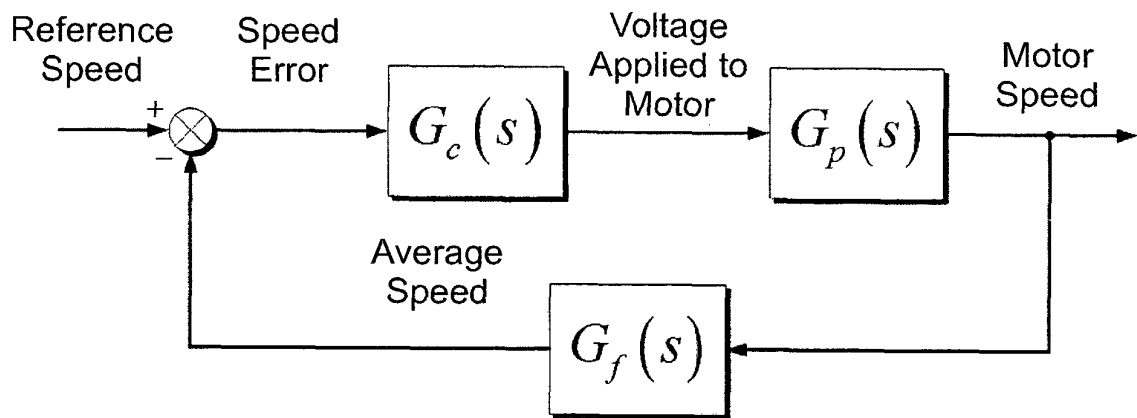 Reference
Speed
Speed
Error
Voltage
Applied to
Motor
Motor
Speed
+
−
G_c(s)
G_p(s)
Average
Speed
G_f(s)